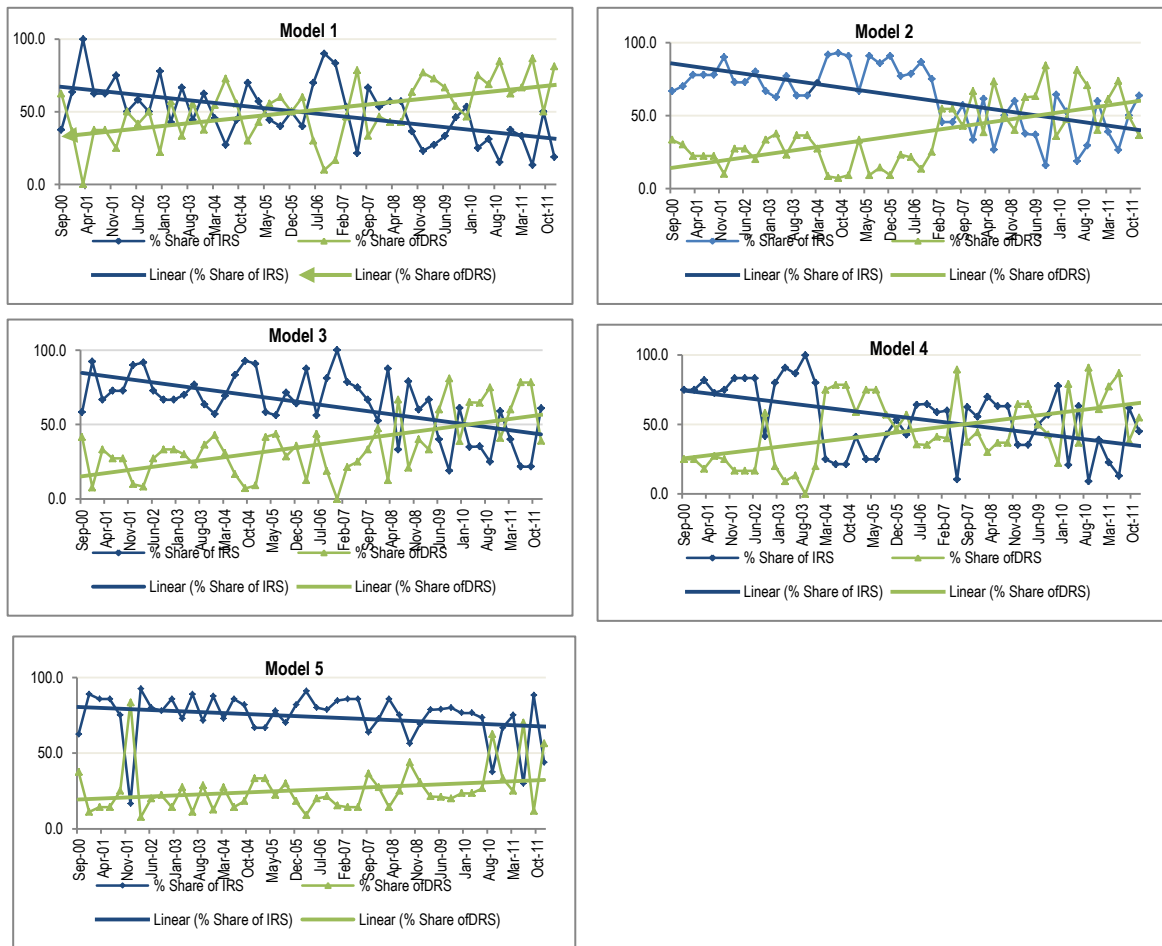 Model 1
100.0
50.0
0.0
Sep-00 Apr-01 Nov-01 Jun-02 Jan-03 Aug-03 Mar-04 Oct-04 May-05 Dec-05 Jul-06 Feb-07 Sep-07 Apr-08 Nov-08 Jun-09 Jan-10 Aug-10 Mar-11 Oct-11
% Share of IRS % Share ofDRS
Linear (% Share of IRS) Linear (% Share ofDRS)
Model 2
100.0
50.0
0.0
Sep-00 Apr-01 Nov-01 Jun-02 Jan-03 Aug-03 Mar-04 Oct-04 May-05 Dec-05 Jul-06 Feb-07 Sep-07 Apr-08 Nov-08 Jun-09 Jan-10 Aug-10 Mar-11 Oct-11
% Share of IRS % Share ofDRS
Linear (% Share of IRS) Linear (% Share ofDRS)
Model 3
100.0
50.0
0.0
Sep-00 Apr-01 Nov-01 Jun-02 Jan-03 Aug-03 Mar-04 Oct-04 May-05 Dec-05 Jul-06 Feb-07 Sep-07 Apr-08 Nov-08 Jun-09 Jan-10 Aug-10 Mar-11 Oct-11
% Share of IRS % Share ofDRS
Linear (% Share of IRS) Linear (% Share ofDRS)
Model 4
100.0
50.0
0.0
Sep-00 Apr-01 Nov-01 Jun-02 Jan-03 Aug-03 Mar-04 Oct-04 May-05 Dec-05 Jul-06 Feb-07 Sep-07 Apr-08 Nov-08 Jun-09 Jan-10 Aug-10 Mar-11 Oct-11
% Share of IRS % Share ofDRS
Linear (% Share of IRS) Linear (% Share ofDRS)
Model 5
100.0
50.0
0.0
Sep-00 Apr-01 Nov-01 Jun-02 Jan-03 Aug-03 Mar-04 Oct-04 May-05 Dec-05 Jul-06 Feb-07 Sep-07 Apr-08 Nov-08 Jun-09 Jan-10 Aug-10 Mar-11 Oct-11
% Share of IRS % Share ofDRS
Linear (% Share of IRS) Linear (% Share ofDRS)